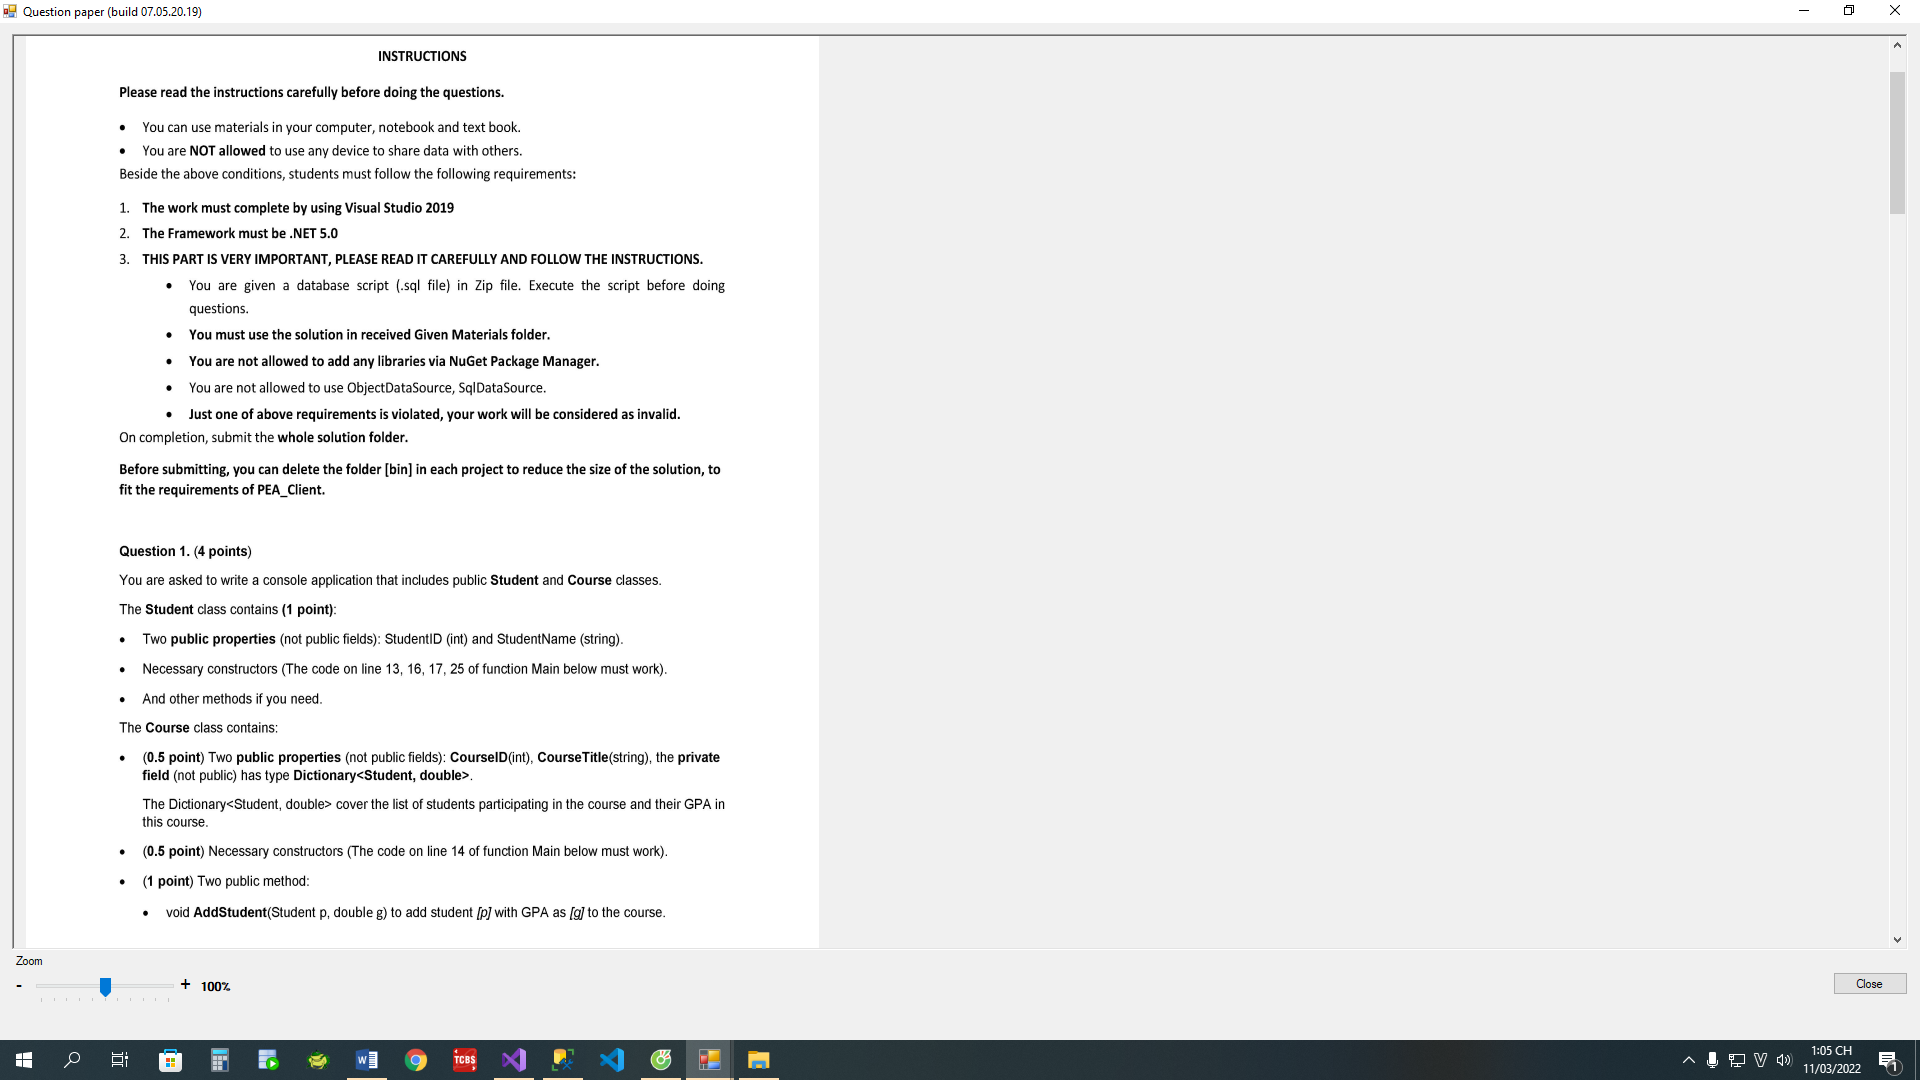 Question paper (build 07.05.20.19)
INSTRUCTIONS
Please read the instructions carefully before doing the questions.
• You can use materials in your computer, notebook and text book.
• You are NOT allowed to use any device to share data with others.
Beside the above conditions, students must follow the following requirements:
1. The work must complete by using Visual Studio 2019
2. The Framework must be .NET 5.0
3. THIS PART IS VERY IMPORTANT, PLEASE READ IT CAREFULLY AND FOLLOW THE INSTRUCTIONS.
• You are given a database script (.sql file) in Zip file. Execute the script before doing
questions.
• You must use the solution in received Given Materials folder.
• You are not allowed to add any libraries via NuGet Package Manager.
• You are not allowed to use ObjectDataSource, SqlDataSource.
• Just one of above requirements is violated, your work will be considered as invalid.
On completion, submit the whole solution folder.
Before submitting, you can delete the folder [bin] in each project to reduce the size of the solution, to
fit the requirements of PEA_Client.
Question 1. (4 points)
You are asked to write a console application that includes public Student and Course classes.
The Student class contains (1 point):
• Two public properties (not public fields): StudentID (int) and StudentName (string).
• Necessary constructors (The code on line 13, 16, 17, 25 of function Main below must work).
• And other methods if you need.
The Course class contains:
• (0.5 point) Two public properties (not public fields): CourseID(int), CourseTitle(string), the private
field (not public) has type Dictionary<Student, double>.
The Dictionary<Student, double> cover the list of students participating in the course and their GPA in
this course.
• (0.5 point) Necessary constructors (The code on line 14 of function Main below must work).
• (1 point) Two public method:
• void AddStudent(Student p, double g) to add student [p] with GPA as [g] to the course.
Zoom
- + 100%
Close
TCBS
1:05 CH
11/03/2022
1